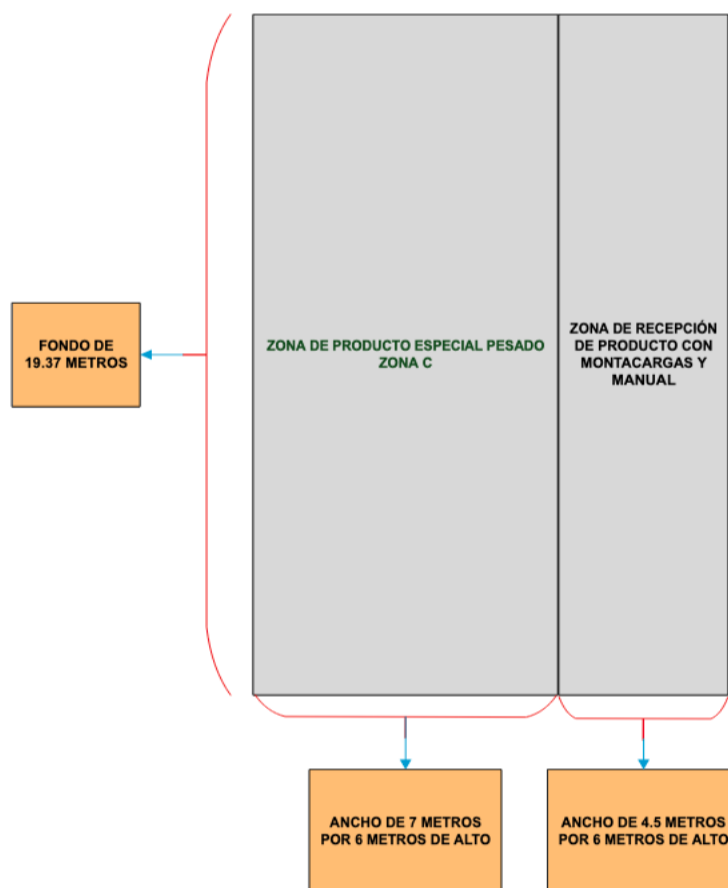 FONDO DE
19.37 METROS
ZONA DE PRODUCTO ESPECIAL PESADO
ZONA C
ZONA DE RECEPCIÓN
DE PRODUCTO CON
MONTACARGAS Y
MANUAL
ANCHO DE 7 METROS
POR 6 METROS DE ALTO
ANCHO DE 4.5 METROS
POR 6 METROS DE ALTO